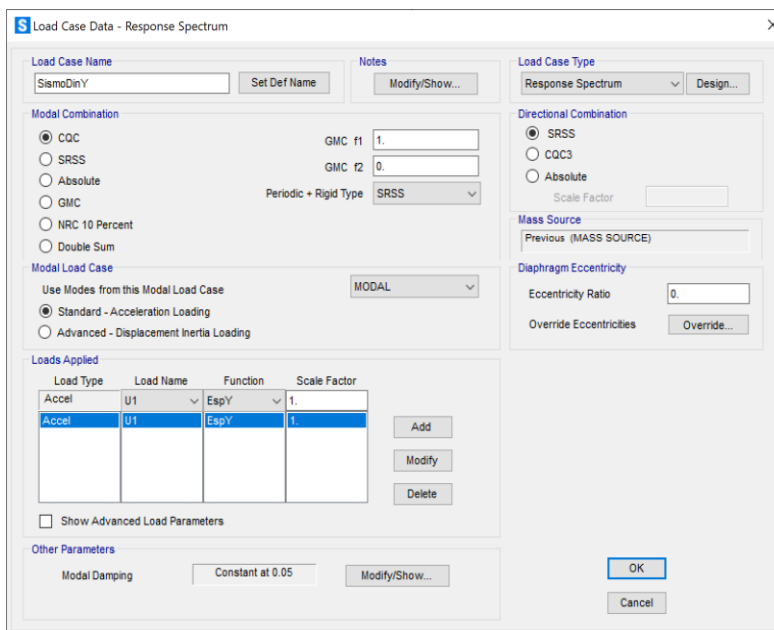 S Load Case Data - Response Spectrum
Load Case Name
SismoDinY
Set Def Name
Notes
Modify/Show...
Load Case Type
Response Spectrum
Design...
Modal Combination
CQC
SRSS
Absolute
GMC
NRC 10 Percent
Double Sum
GMC f1 1.
GMC f2 0.
Periodic + Rigid Type SRSS
Directional Combination
SRSS
CQC3
Absolute
Scale Factor
Mass Source
Previous (MASS SOURCE)
Modal Load Case
Use Modes from this Modal Load Case MODAL
Standard - Acceleration Loading
Advanced - Displacement Inertia Loading
Diaphragm Eccentricity
Eccentricity Ratio 0.
Override Eccentricities Override...
Loads Applied
Load Type Load Name Function Scale Factor
Accel U1 EspY 1.
Accel U1 EspY 1.
Add
Modify
Delete
Show Advanced Load Parameters
Other Parameters
Modal Damping Constant at 0.05 Modify/Show...
OK
Cancel